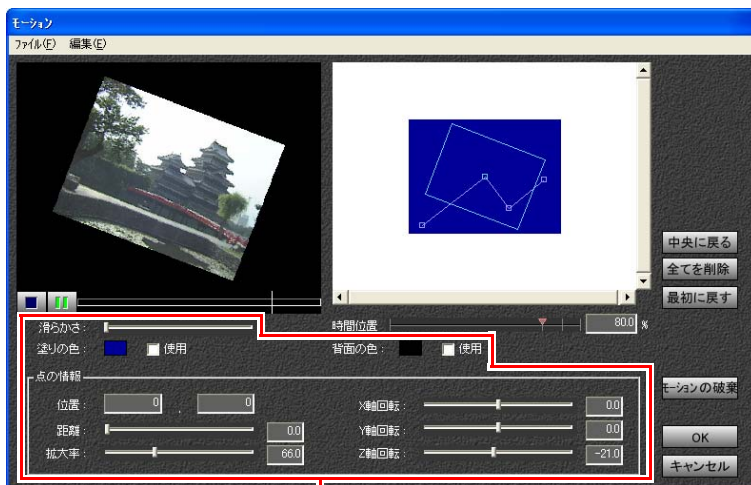 モーション
ファイル(F) 編集(E)
中央に戻る
全てを削除
最初に戻す
滑らかさ:
時間位置
80.0 %
塗りの色:
使用
背面の色:
使用
点の情報
位置: 0 , 0
X軸回転: 0.0
モーションの破棄
距離: 0.0
Y軸回転: 0.0
拡大率: 66.0
Z軸回転: -21.0
OK
キャンセル